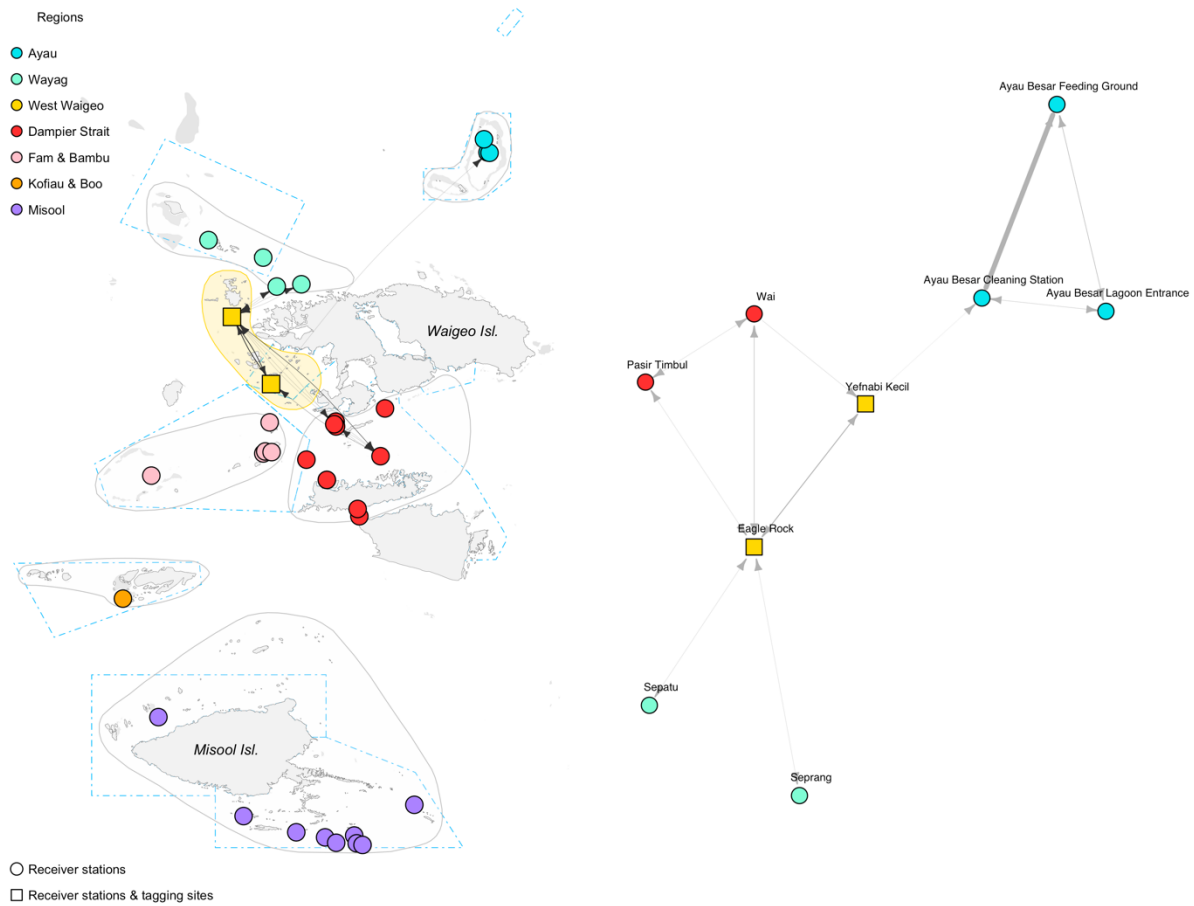 Regions
Ayau
Wayag
West Waigeo
Dampier Strait
Fam & Bambu
Kofiau & Boo
Misool
Waigeo Isl.
Misool Isl.
Receiver stations
Receiver stations & tagging sites
Ayau Besar Feeding Ground
Ayau Besar Cleaning Station
Ayau Besar Lagoon Entrance
Wai
Pasir Timbul
Yefnabi Kecil
Eagle Rock
Sepatu
Seprang